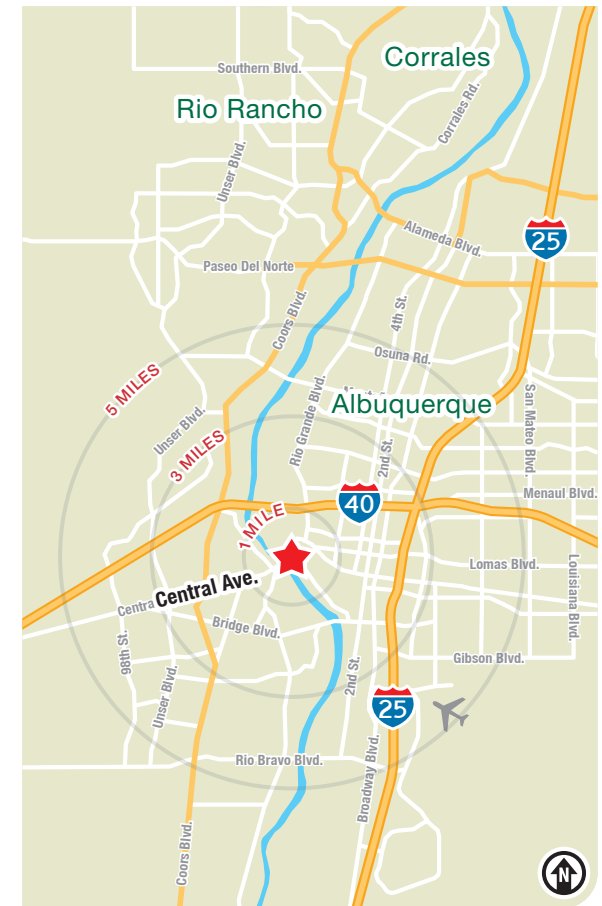 Corrales
Southern Blvd.
Rio Rancho
Corrales Rd.
Unser Blvd.
Alameda Blvd.
25
Paseo Del Norte
Coors Blvd.
4th St.
Osuna Rd.
5 MILES
Albuquerque
San Mateo Blvd.
Unser Blvd.
Rio Grande Blvd.
3 MILES
2nd St.
Menaul Blvd.
40
1 MILE
Lomas Blvd.
Louisiana Blvd.
Central Ave.
Centra
Bridge Blvd.
98th St.
Gibson Blvd.
2nd St.
Unser Blvd.
25
Rio Bravo Blvd.
Broadway Blvd.
Coors Blvd.
N